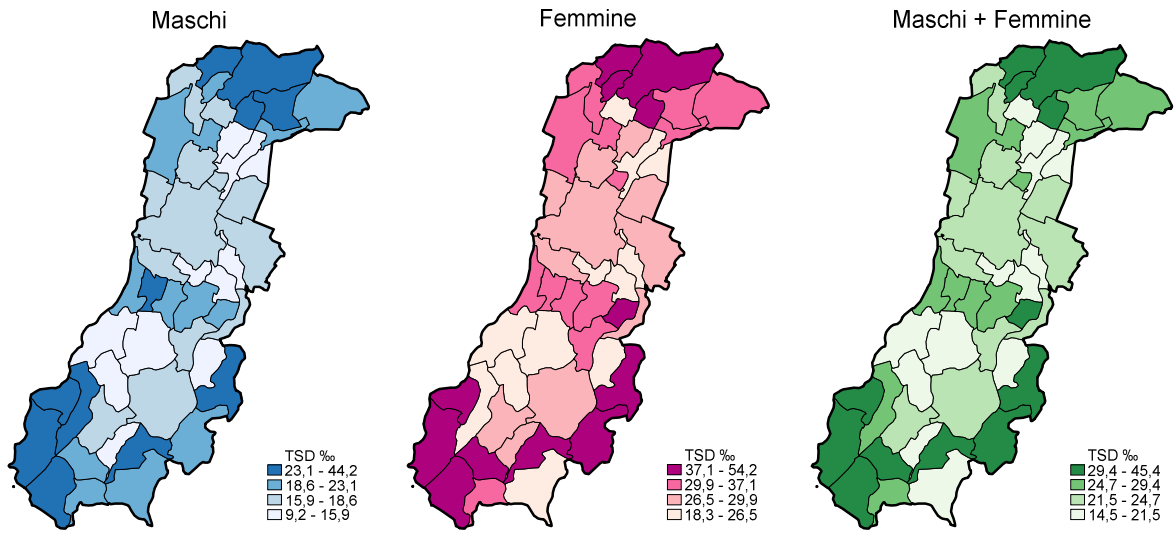 Maschi
Femmine
Maschi + Femmine
TSD ‰
23,1 - 44,2
18,6 - 23,1
15,9 - 18,6
9,2 - 15,9
TSD ‰
37,1 - 54,2
29,9 - 37,1
26,5 - 29,9
18,3 - 26,5
TSD ‰
29,4 - 45,4
24,7 - 29,4
21,5 - 24,7
14,5 - 21,5